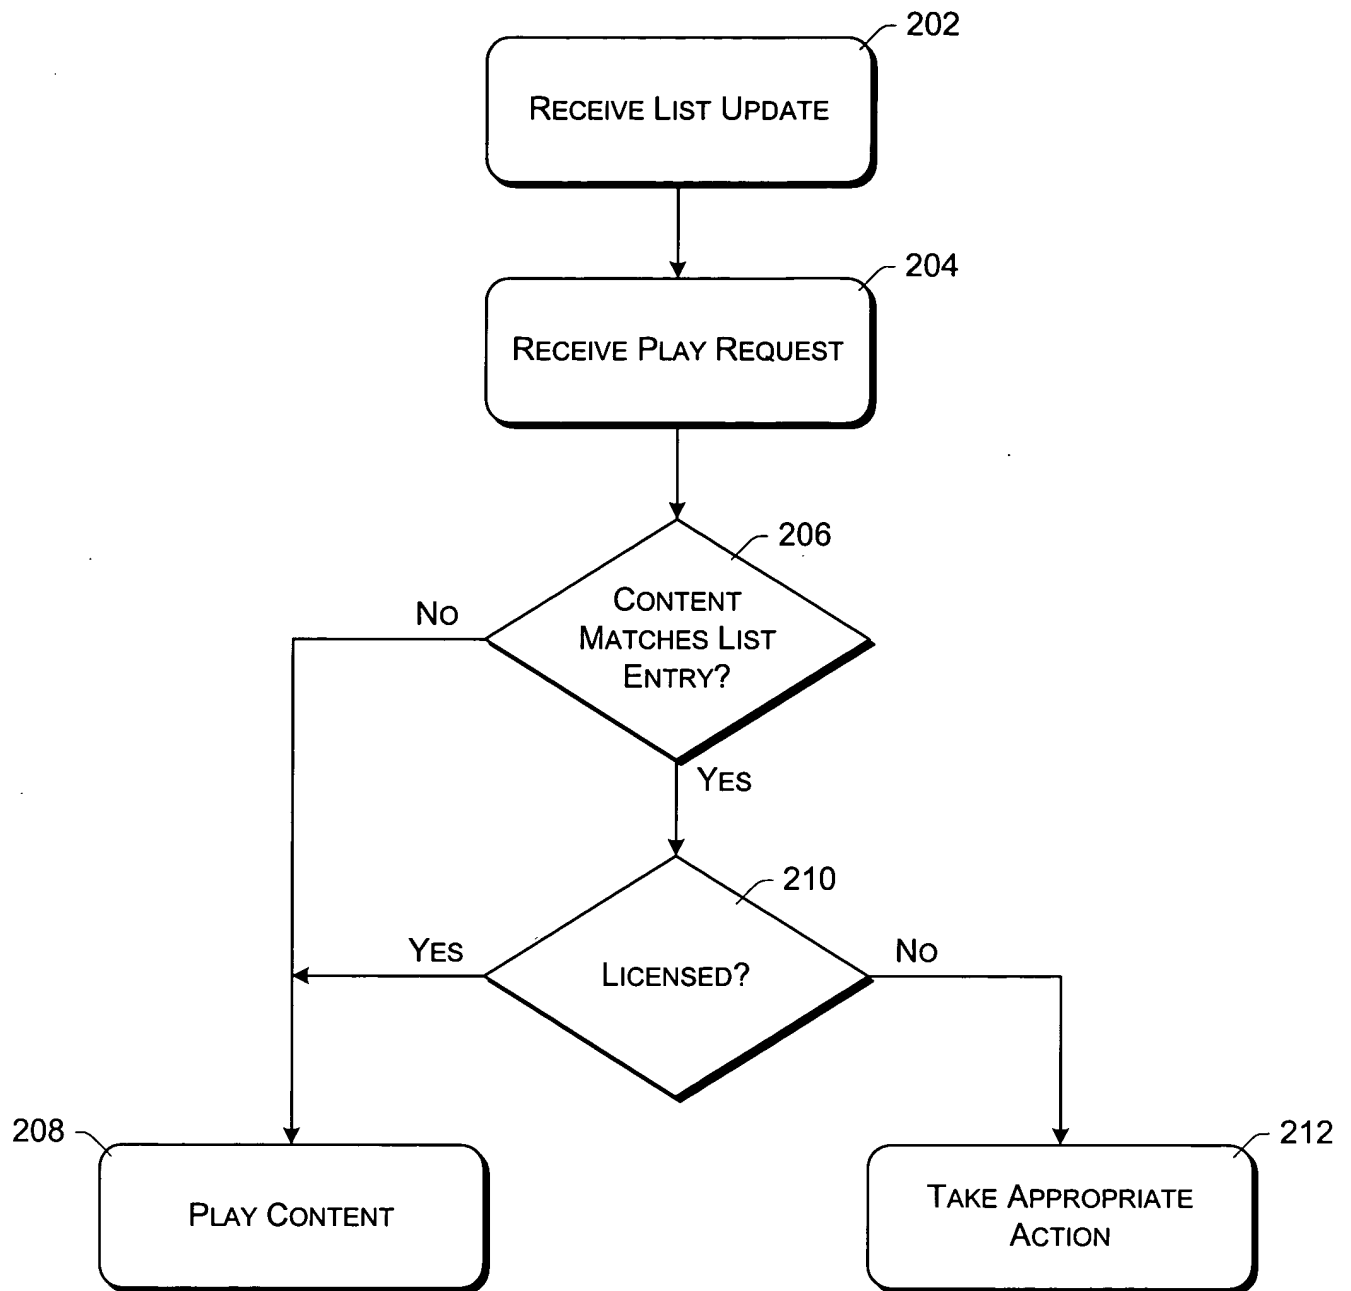 202
RECEIVE LIST UPDATE
204
RECEIVE PLAY REQUEST
206
CONTENT
MATCHES LIST
ENTRY?
NO
YES
210
LICENSED?
YES
NO
208
PLAY CONTENT
212
TAKE APPROPRIATE
ACTION